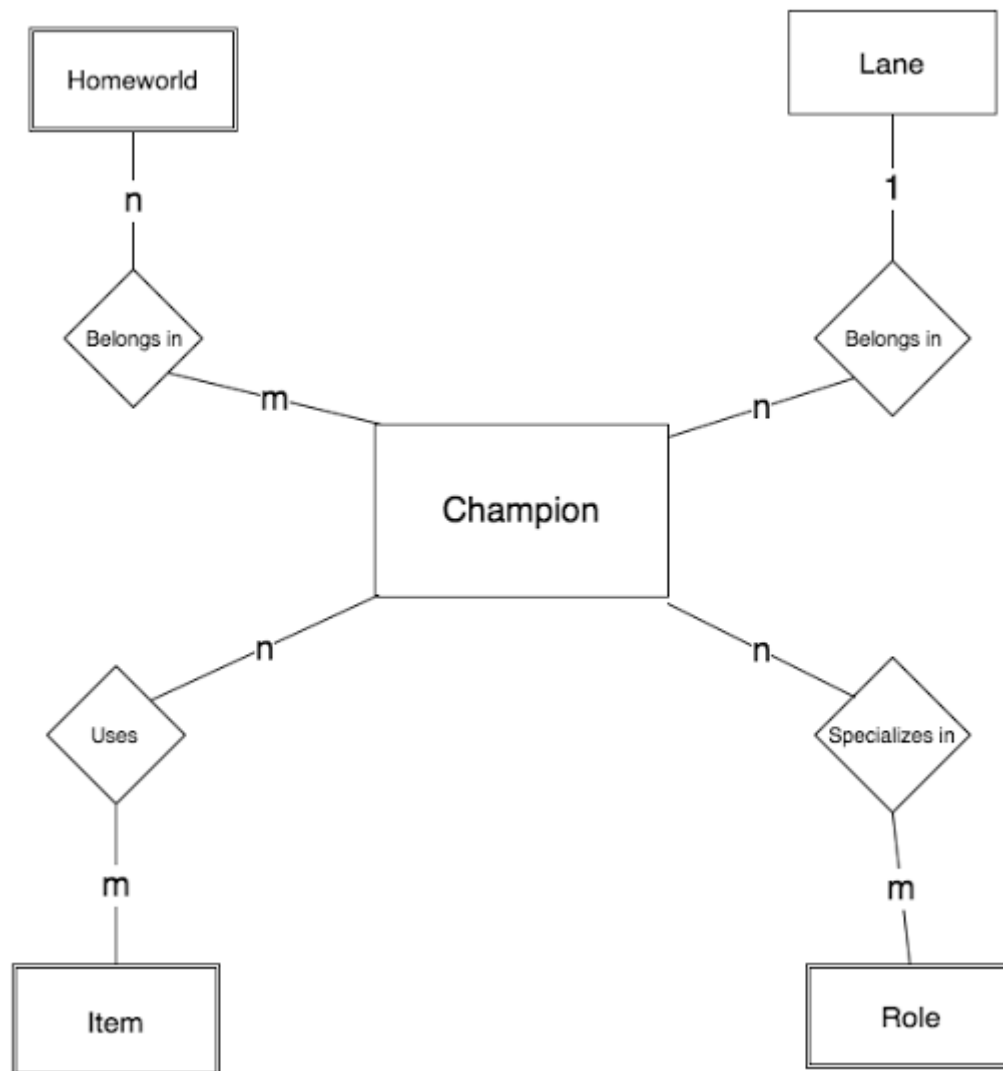 Homeworld
Lane
n
1
Belongs in
Belongs in
m
n
Champion
n
n
Uses
Specializes in
m
m
Item
Role